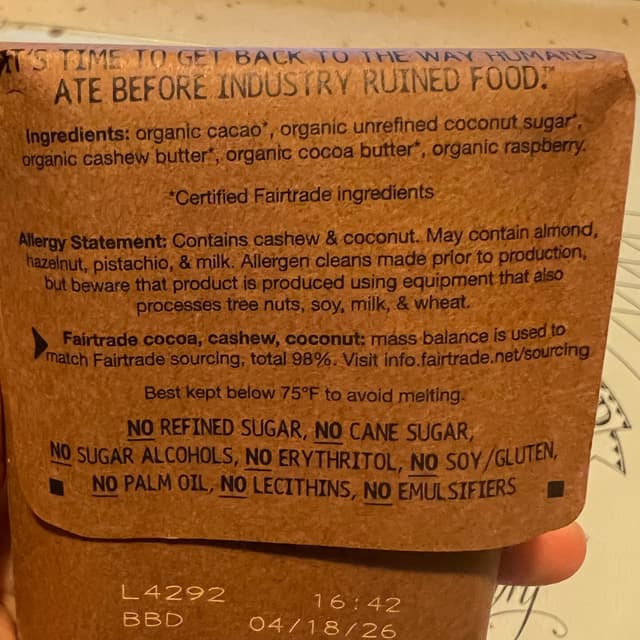 IT'S TIME TO GET BACK TO THE WAY HUMANS
ATE BEFORE INDUSTRY RUINED FOOD.™
Ingredients: organic cacao*, organic unrefined coconut sugar*,
organic cashew butter*, organic cocoa butter*, organic raspberry.
*Certified Fairtrade ingredients
Allergy Statement: Contains cashew & coconut. May contain almond,
hazelnut, pistachio, & milk. Allergen cleans made prior to production,
but beware that product is produced using equipment that also
processes tree nuts, soy, milk, & wheat.
Fairtrade cocoa, cashew, coconut: mass balance is used to
match Fairtrade sourcing, total 98%. Visit info.fairtrade.net/sourcing
Best kept below 75°F to avoid melting.
NO REFINED SUGAR, NO CANE SUGAR,
NO SUGAR ALCOHOLS, NO ERYTHRITOL, NO SOY/GLUTEN,
NO PALM OIL, NO LECITHINS, NO EMULSIFIERS
L4292 16:42
BBD 04/18/26